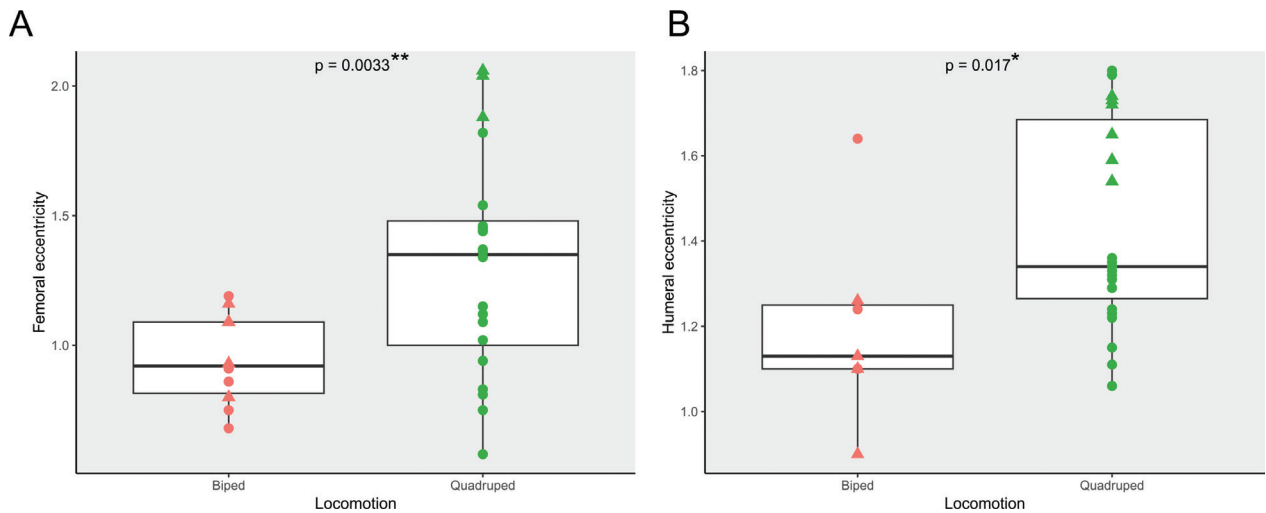 A
p = 0.0033**
Femoral eccentricity
2.0
1.5
1.0
Biped
Quadruped
Locomotion
B
p = 0.017*
Humeral eccentricity
1.8
1.6
1.4
1.2
1.0
Biped
Quadruped
Locomotion